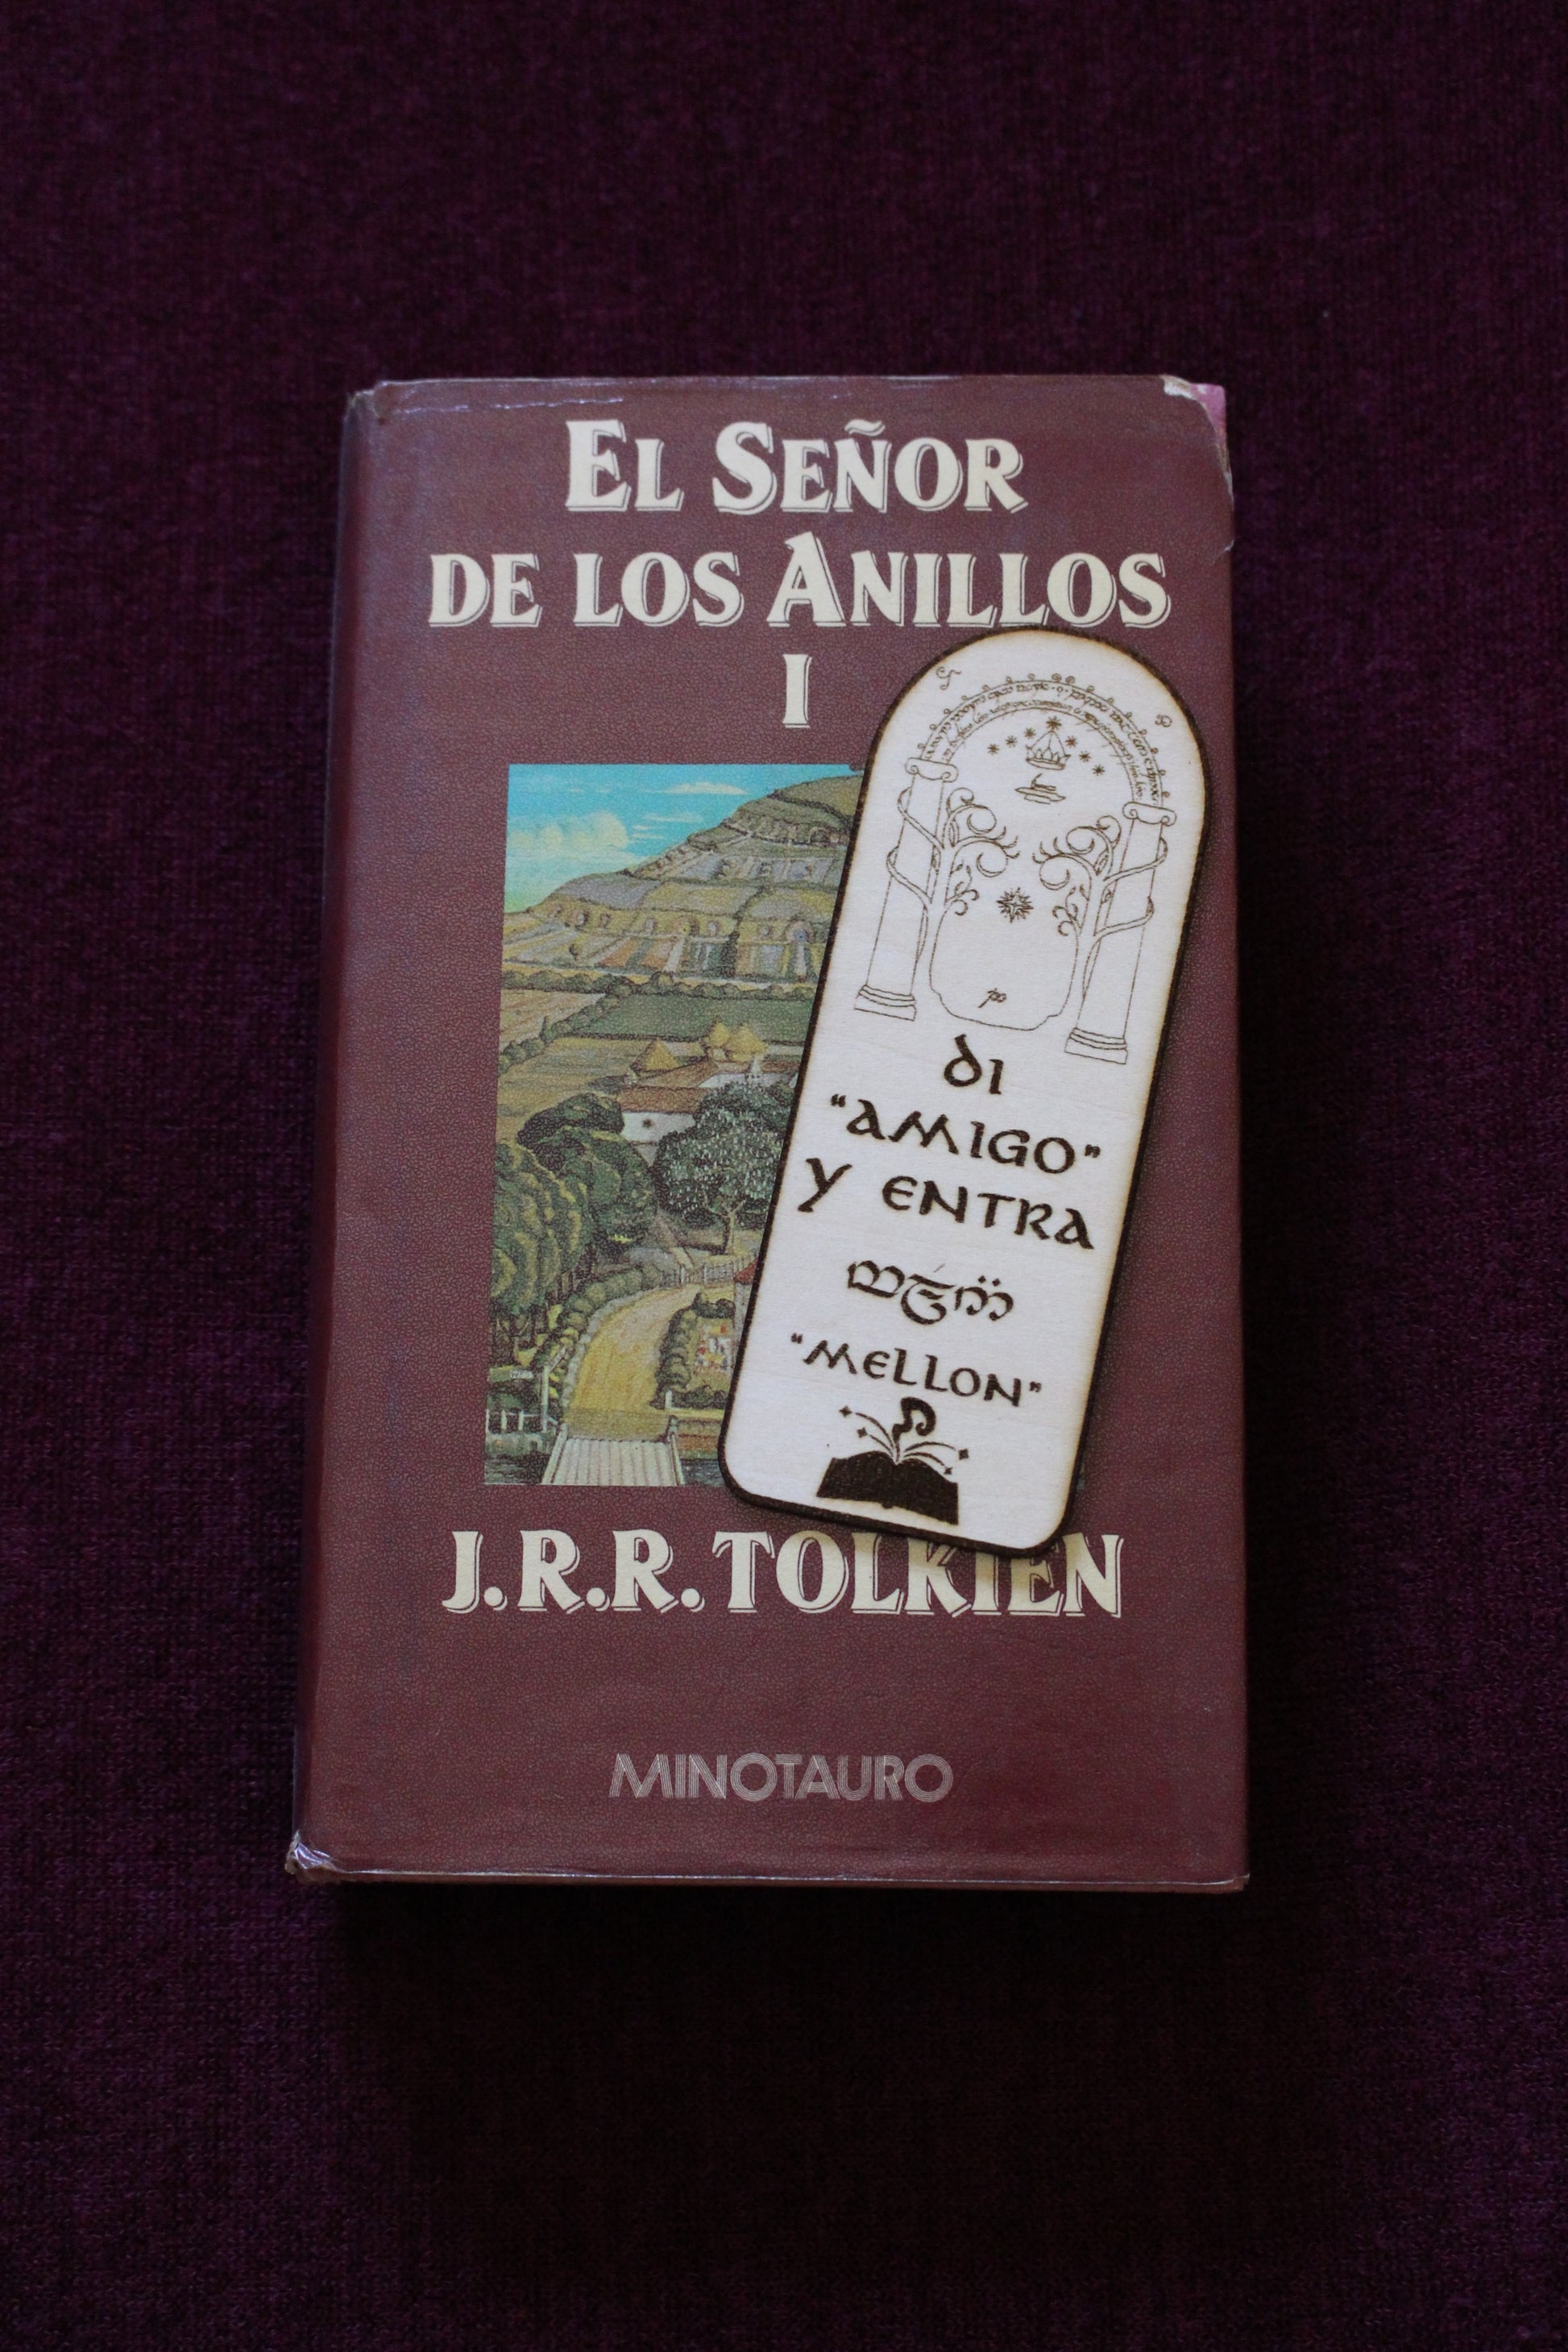 EL SEÑOR
DE LOS ANILLOS
I
DI
"AMIGO"
Y ENTRA
"MELLON"
J.R.R. TOLKIEN
MINOTAURO